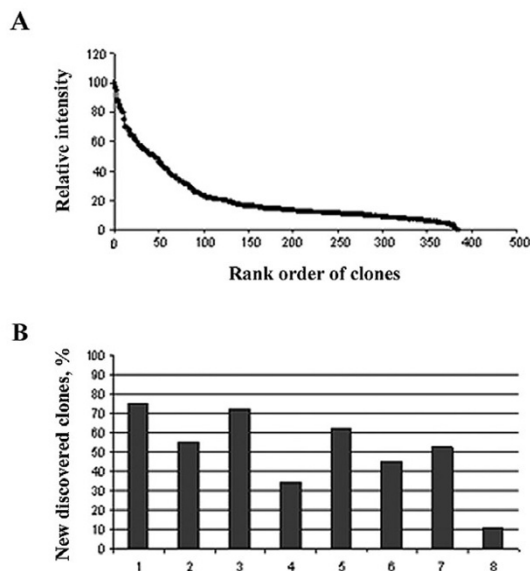 A
Relative intensity
120
100
80
60
40
20
0
0 50 100 150 200 250 300 350 400 450 500
Rank order of clones
B
New discovered clones, %
100
90
80
70
60
50
40
30
20
10
0
1 2 3 4 5 6 7 8